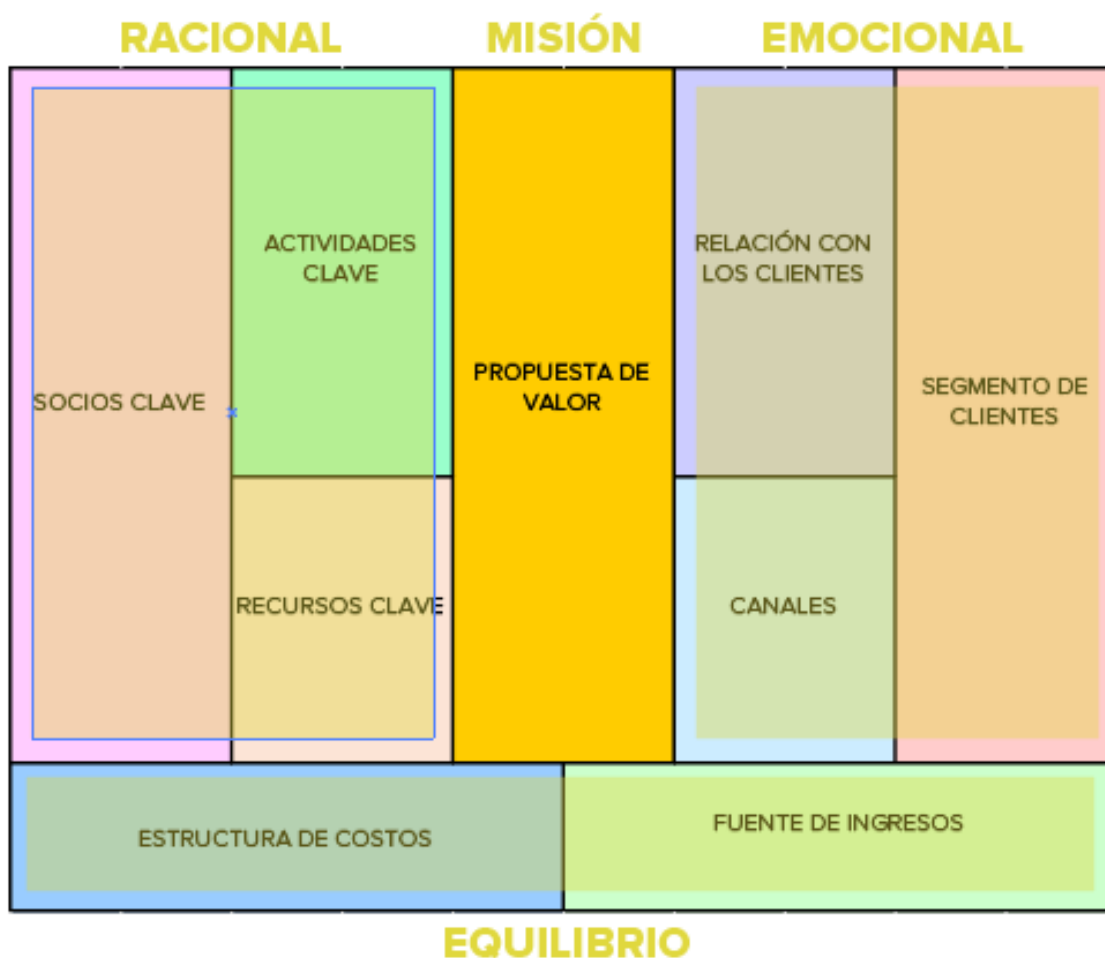 RACIONAL
MISIÓN
EMOCIONAL
SOCIOS CLAVE
ACTIVIDADES
CLAVE
RECURSOS CLAVE
PROPUESTA DE
VALOR
RELACIÓN CON
LOS CLIENTES
CANALES
SEGMENTO DE
CLIENTES
ESTRUCTURA DE COSTOS
FUENTE DE INGRESOS
EQUILIBRIO